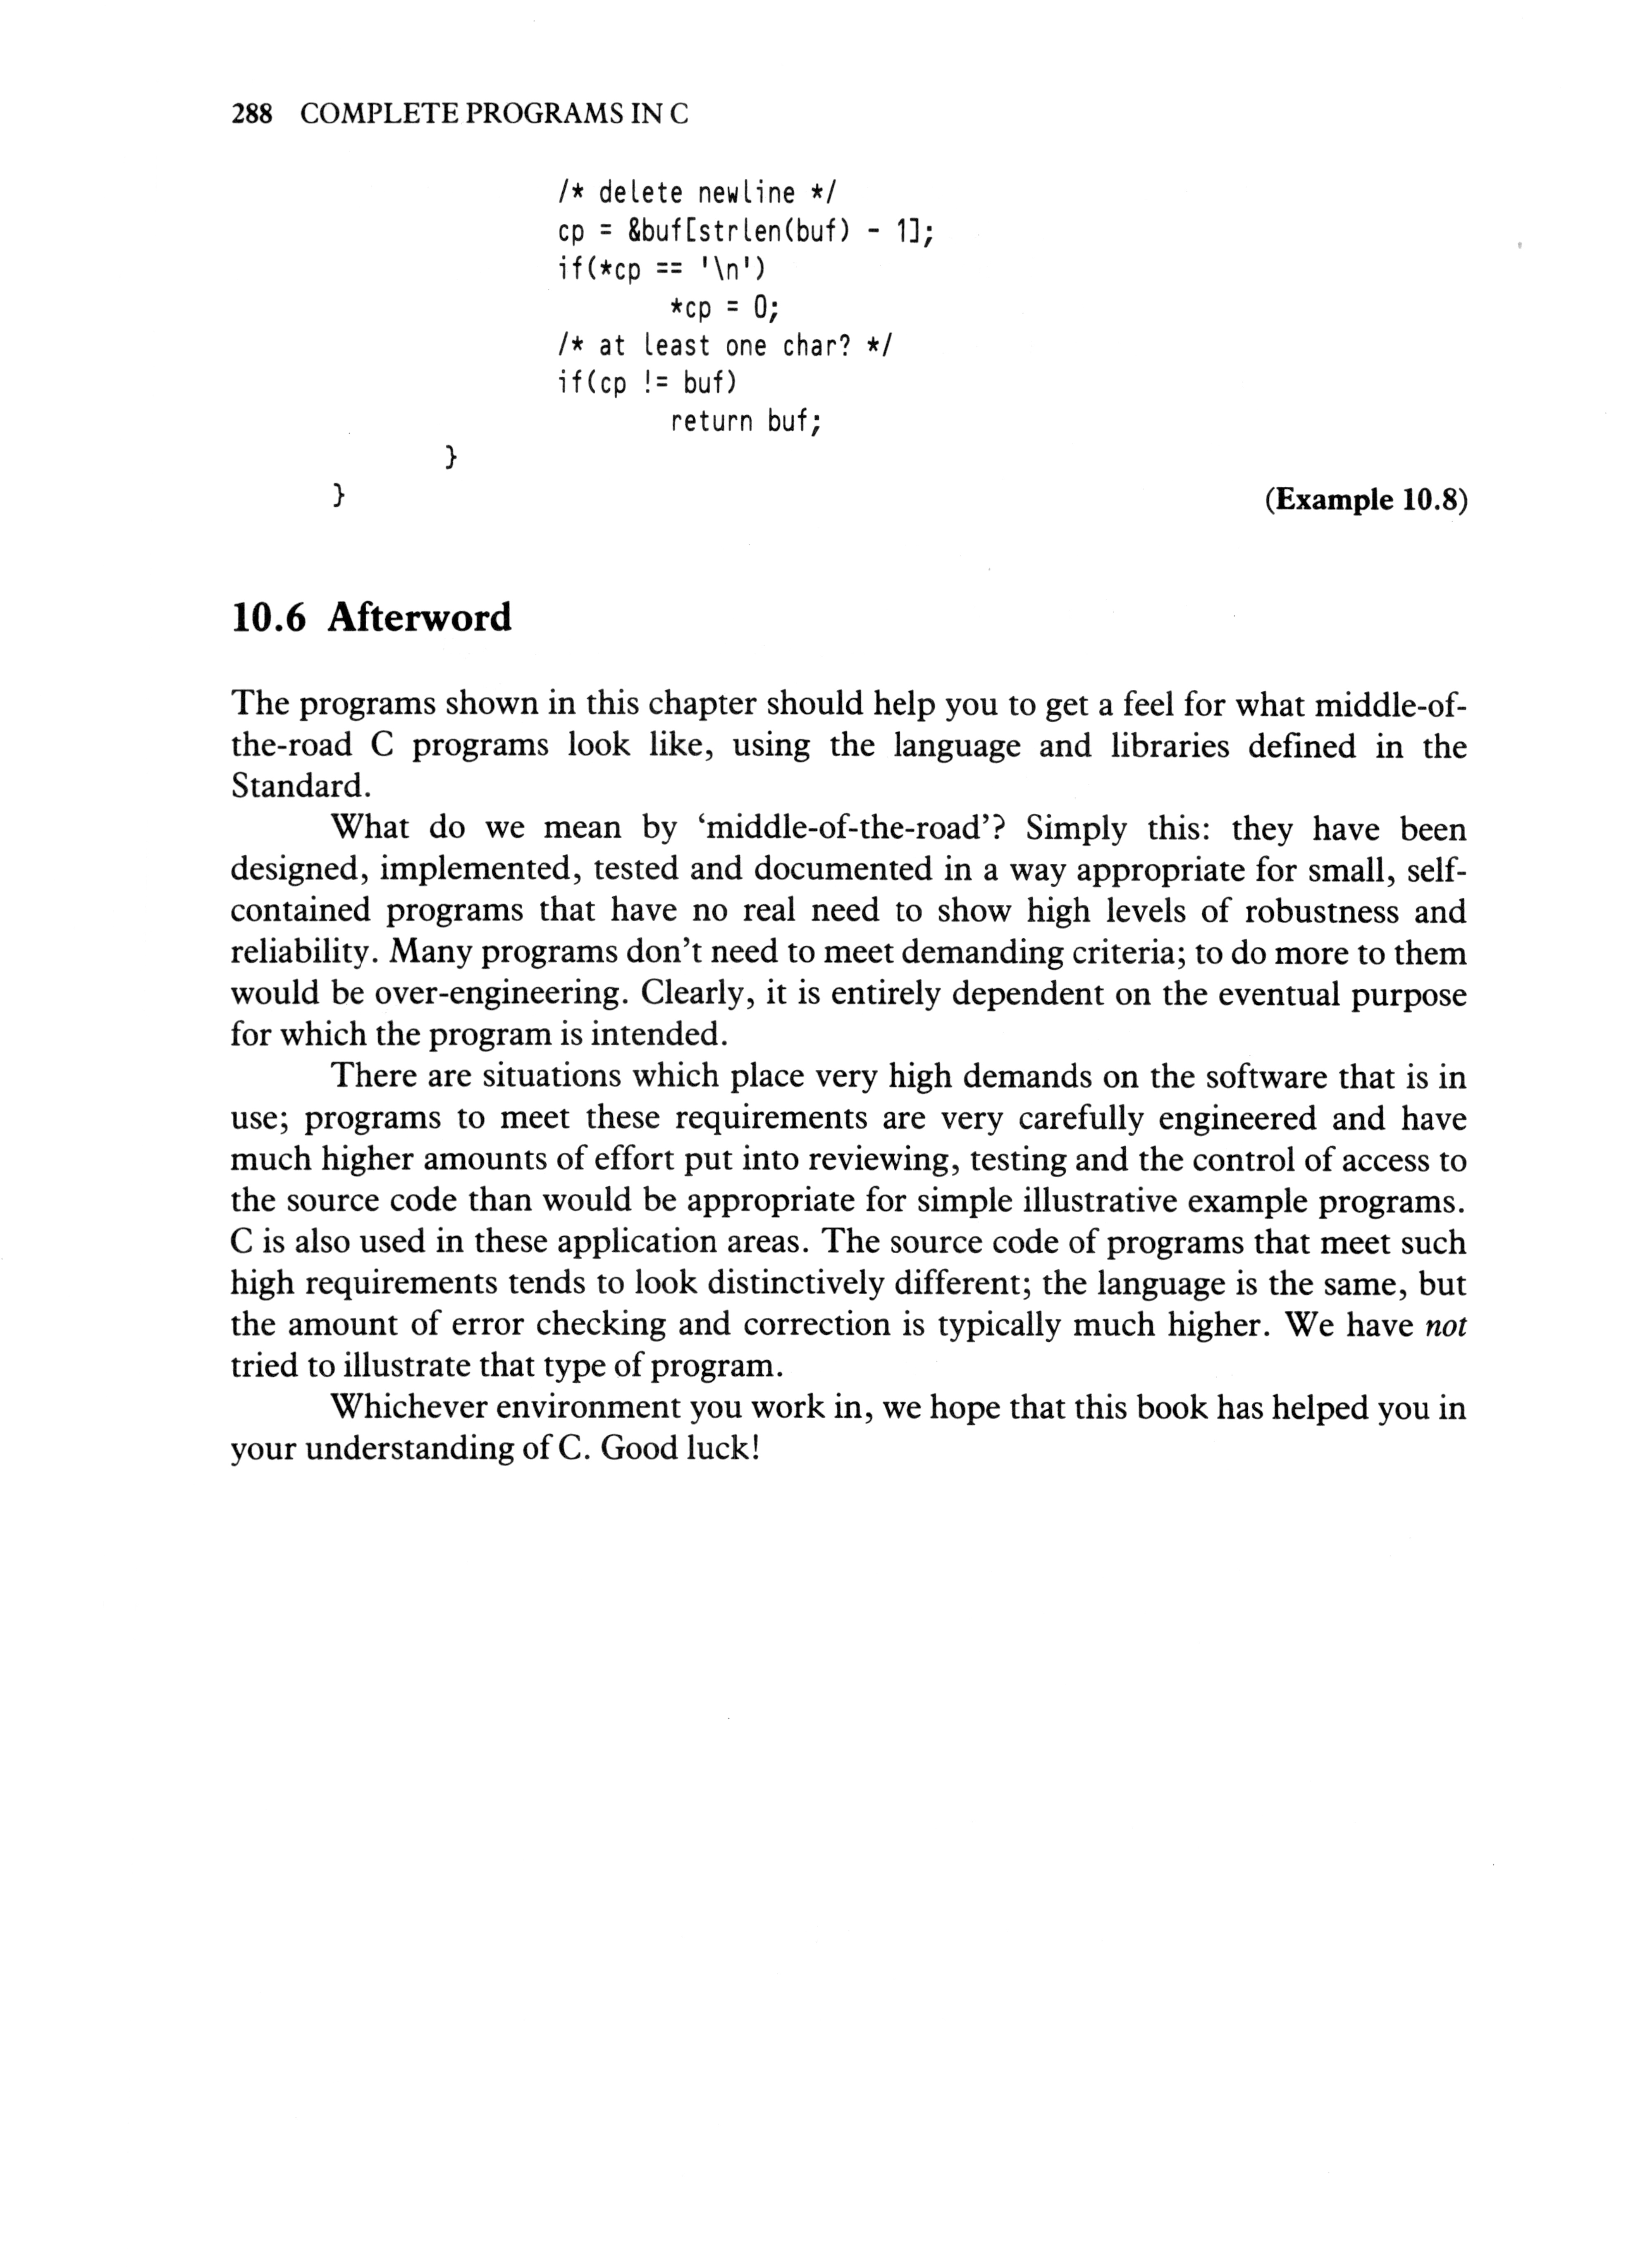 288 COMPLETE PROGRAMS IN C
/* delete newline */
cp = &buf[strlen(buf) - 1];
if(*cp == '\n')
*cp = 0;
/* at least one char? */
if(cp != buf)
return buf;
}
}
(Example 10.8)
10.6 Afterword
The programs shown in this chapter should help you to get a feel for what middle-of-
the-road C programs look like, using the language and libraries defined in the
Standard.
What do we mean by ‘middle-of-the-road’? Simply this: they have been
designed, implemented, tested and documented in a way appropriate for small, self-
contained programs that have no real need to show high levels of robustness and
reliability. Many programs don’t need to meet demanding criteria; to do more to them
would be over-engineering. Clearly, it is entirely dependent on the eventual purpose
for which the program is intended.
There are situations which place very high demands on the software that is in
use; programs to meet these requirements are very carefully engineered and have
much higher amounts of effort put into reviewing, testing and the control of access to
the source code than would be appropriate for simple illustrative example programs.
C is also used in these application areas. The source code of programs that meet such
high requirements tends to look distinctively different; the language is the same, but
the amount of error checking and correction is typically much higher. We have not
tried to illustrate that type of program.
Whichever environment you work in, we hope that this book has helped you in
your understanding of C. Good luck!